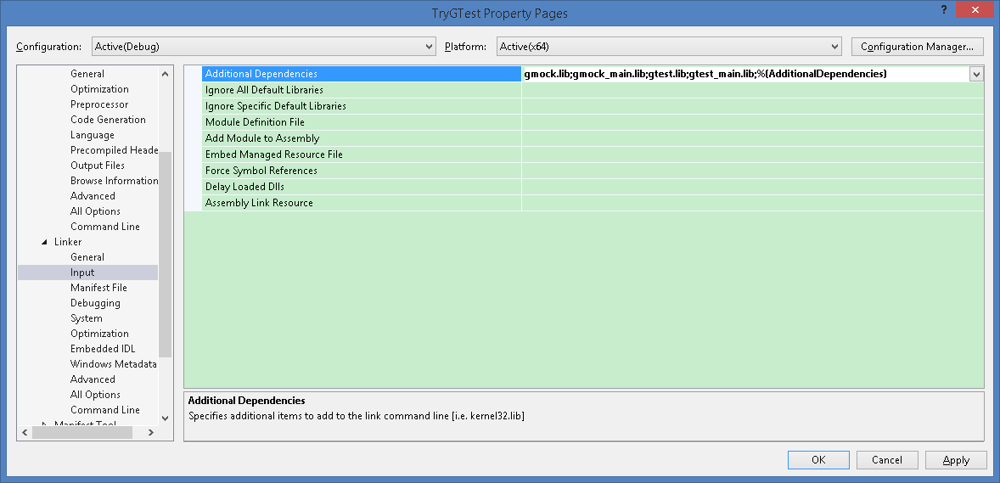 TryGTest Property Pages
?
Configuration: Active(Debug) Platform: Active(x64) Configuration Manager...
General
Optimization
Preprocessor
Code Generation
Language
Precompiled Heade
Output Files
Browse Information
Advanced
All Options
Command Line
Linker
General
Input
Manifest File
Debugging
System
Optimization
Embedded IDL
Windows Metadata
Advanced
All Options
Command Line
Manifest Tool
Additional Dependencies gmock.lib;gmock_main.lib;gtest.lib;gtest_main.lib;%(AdditionalDependencies)
Ignore All Default Libraries
Ignore Specific Default Libraries
Module Definition File
Add Module to Assembly
Embed Managed Resource File
Force Symbol References
Delay Loaded Dlls
Assembly Link Resource
Additional Dependencies
Specifies additional items to add to the link command line [i.e. kernel32.lib]
OK Cancel Apply